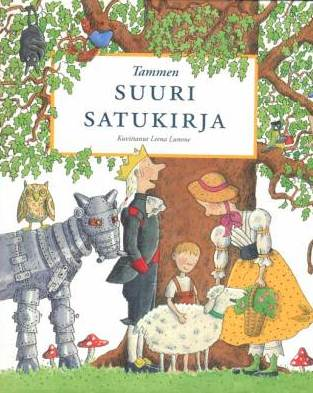 Tammen
SUURI
SATUKIRJA
Kuvittanut Leena Lumme